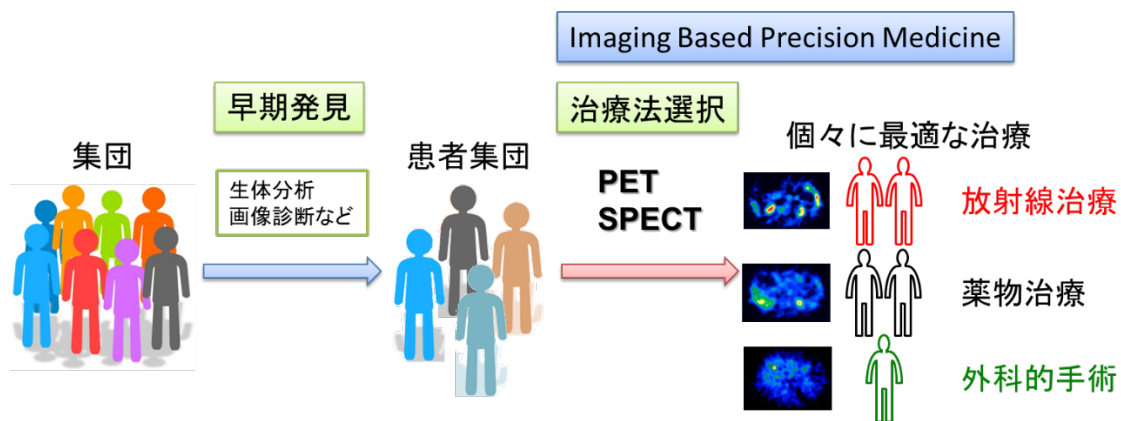 Imaging Based Precision Medicine
早期発見
治療法選択
集団
患者集団
個々に最適な治療
生体分析
画像診断など
PET
SPECT
放射線治療
薬物治療
外科的手術